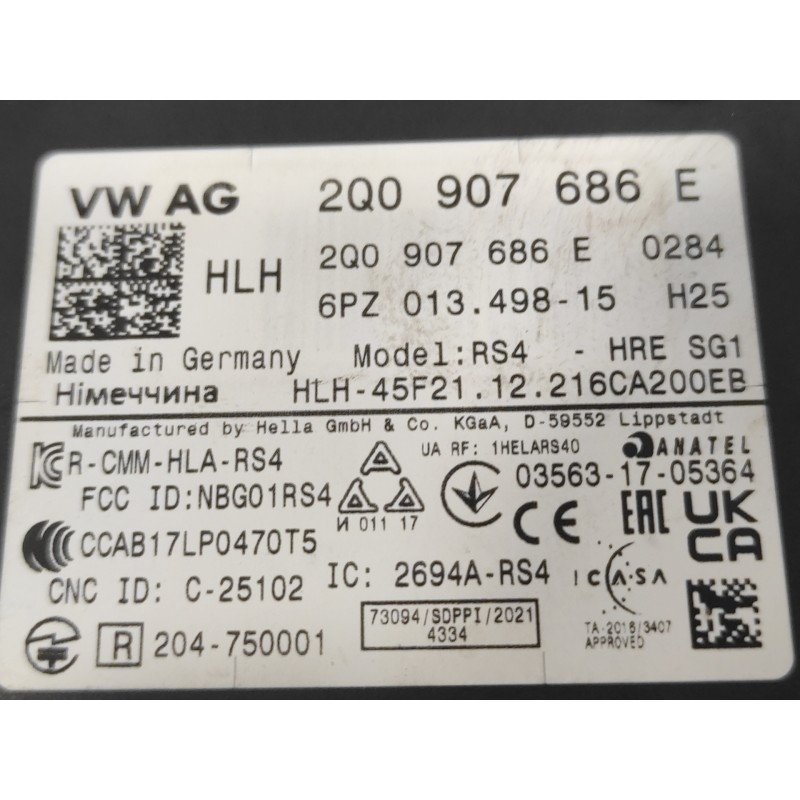 VW AG 2Q0 907 686 E
HLH 2Q0 907 686 E 0284
6PZ 013.498-15 H25
Made in Germany Model:RS4 - HRE SG1
Німеччина HLH-45F21.12.216CA200EB
Manufactured by Hella GmbH & Co. KGaA, D-59552 Lippstadt
R-CMM-HLA-RS4 UA RF: 1HELARS40 ANATEL
FCC ID:NBG01RS4 03563-17-05364
И 011 17 CE EAC UK
CA
CCC CCAB17LP0470T5
CNC ID: C-25102 IC: 2694A-RS4 ICASA
R 204-750001 73094/SDPPI/2021
4334
TA-2016/3407
APPROVED